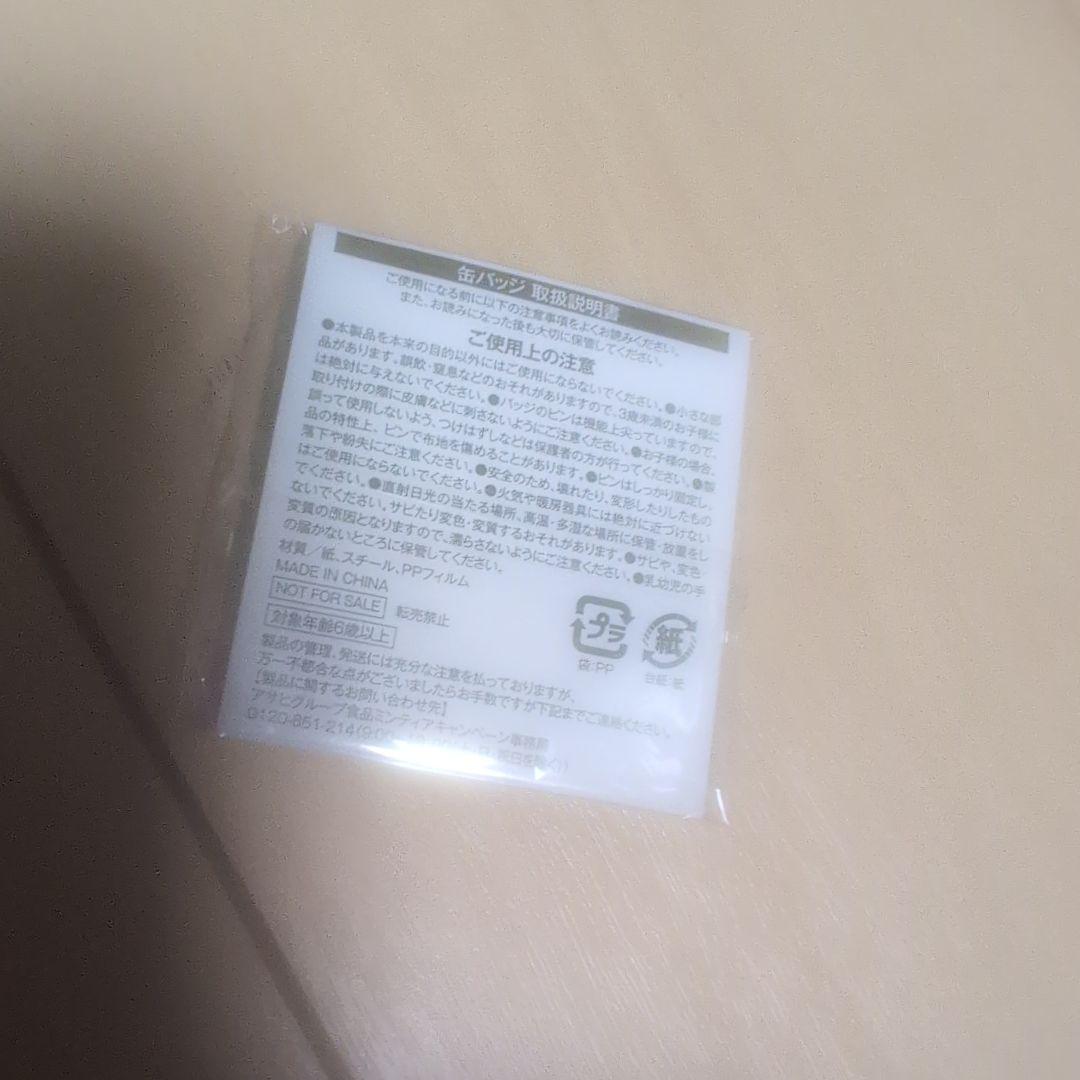 缶バッジ 取扱説明書
ご使用になる前に以下の注意事項をよくお読みください。
また、お読みになった後も大切に保管してください。
ご使用上の注意
●本製品を本来の目的以外にはご使用にならないでください。●小さな部
品があります。誤飲・窒息などのおそれがありますので、3歳未満のお子様に
は絶対に与えないでください。●バッジのピンは機能上尖っていますので、
取り付けの際に皮膚などに刺さないようにご注意ください。●お子様の場合、
誤って使用しないよう、つけはずしなどは保護者の方が行ってください。●製
品の特性上、ピンで布地を傷めることがあります。●ピンはしっかり固定し、
落下や紛失にご注意ください。●安全のため、壊れたり、変形したりしたもの
はご使用にならないでください。●火気や暖房器具には絶対に近づけない
でください。●直射日光の当たる場所、高温・多湿な場所に保管・放置をし
ないでください。サビたり変色・変質するおそれがあります。●サビや、変色・
変質の原因となりますので、濡らさないようにご注意ください。●乳幼児の手
の届かないところに保管してください。
材質/紙、スチール、PPフィルム
MADE IN CHINA
NOT FOR SALE 転売禁止
対象年齢6歳以上
プラ
袋:PP
紙
台紙:紙
製品の管理、発送には充分な注意を払っておりますが、
万一不都合な点がございましたらお手数ですが下記までご連絡ください。
【製品に関するお問い合わせ先】
アサヒグループ食品ミンティアキャンペーン事務局
0120-651-214(9:00 日・祝日を除く))